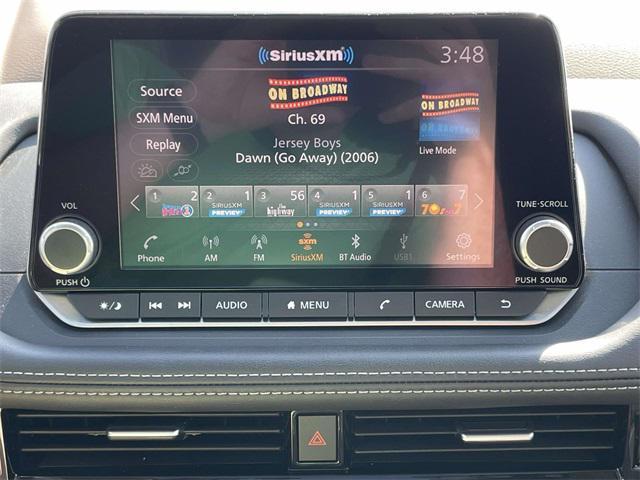 SiriusXM
3:48
Source
ON BROADWAY
ON BROADWAY
SXM Menu
Ch. 69
Replay
Jersey Boys
Dawn (Go Away) (2006)
Live Mode
1 2
2 1
SIRIUSXM
PREVIEW
3 56
the highway
4 1
SIRIUSXM
PREVIEW
5 1
SIRIUSXM
PREVIEW
6 7
70s on 7
VOL
TUNE·SCROLL
Phone
AM
FM
sxm
SiriusXM
BT Audio
USB1
Settings
PUSH
PUSH SOUND
AUDIO
MENU
CAMERA